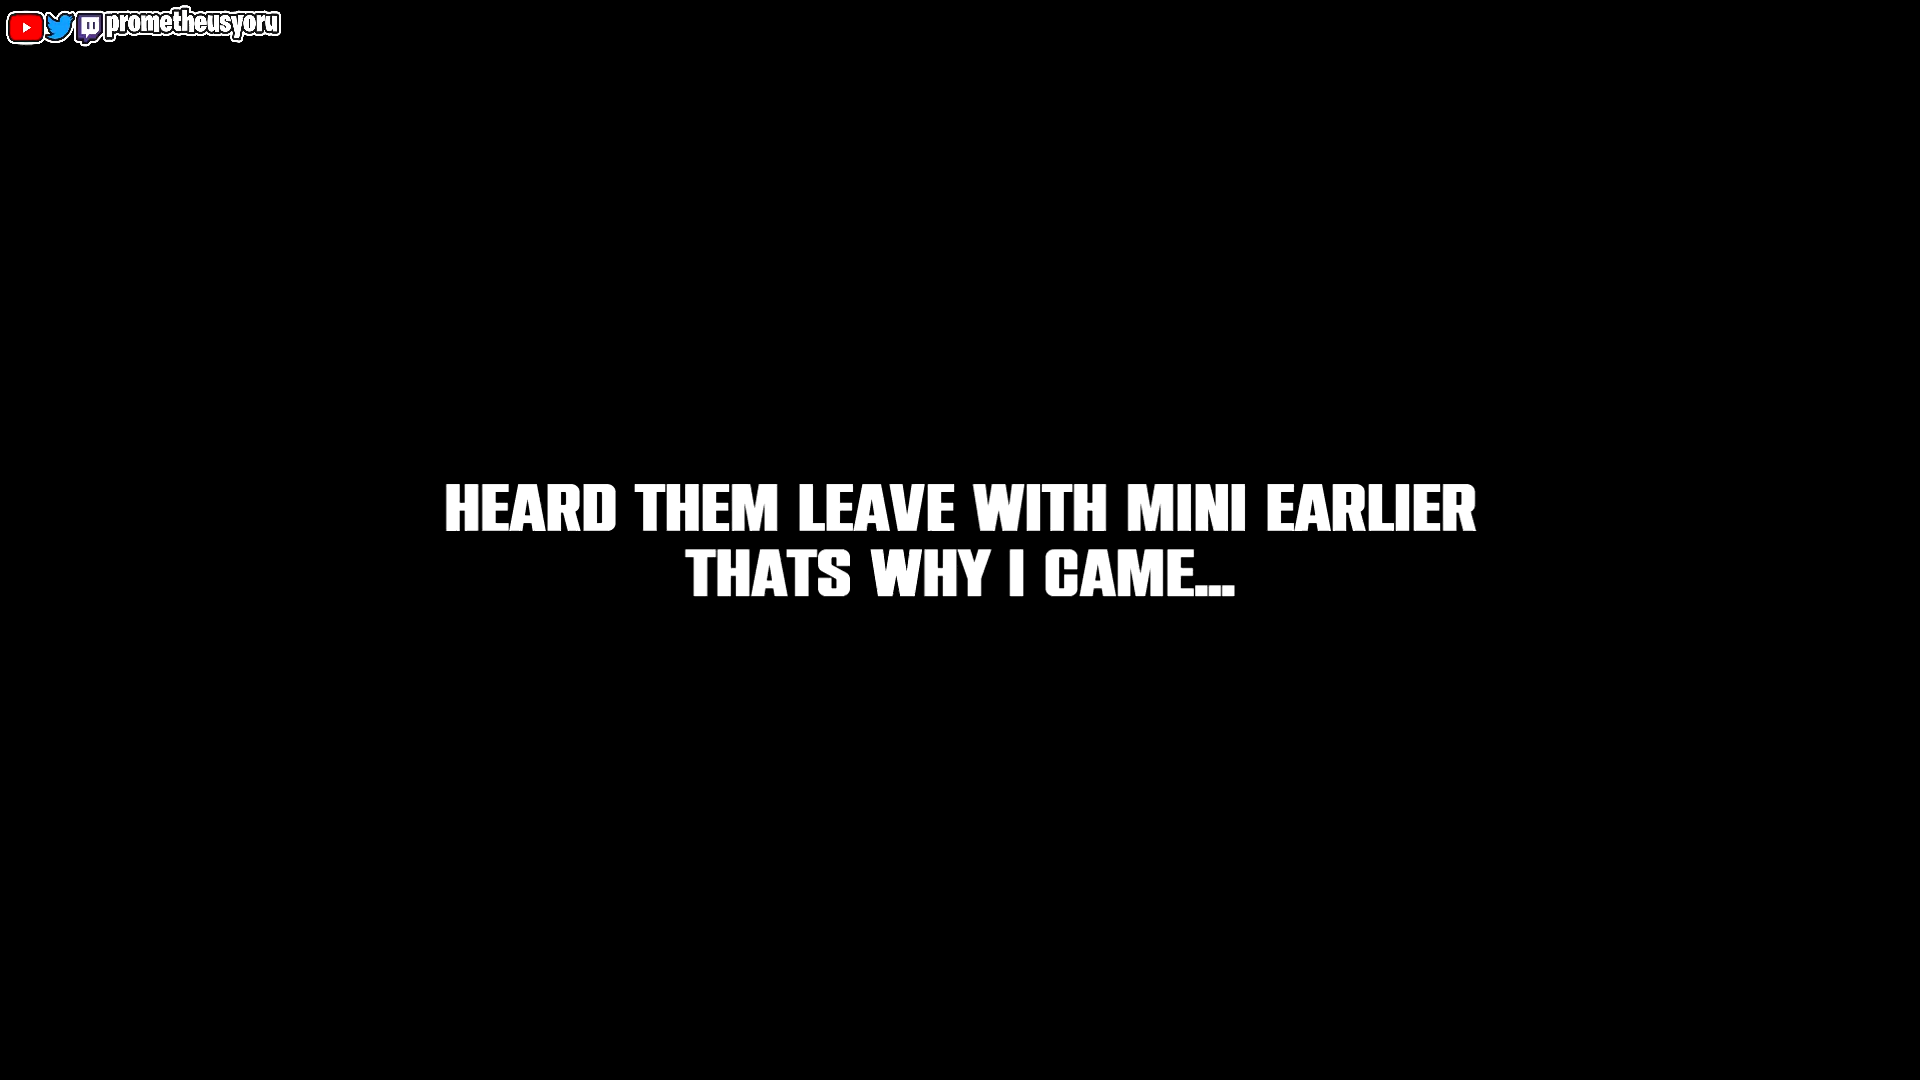 prometheusyoru
HEARD THEM LEAVE WITH MINI EARLIER
THATS WHY I CAME...